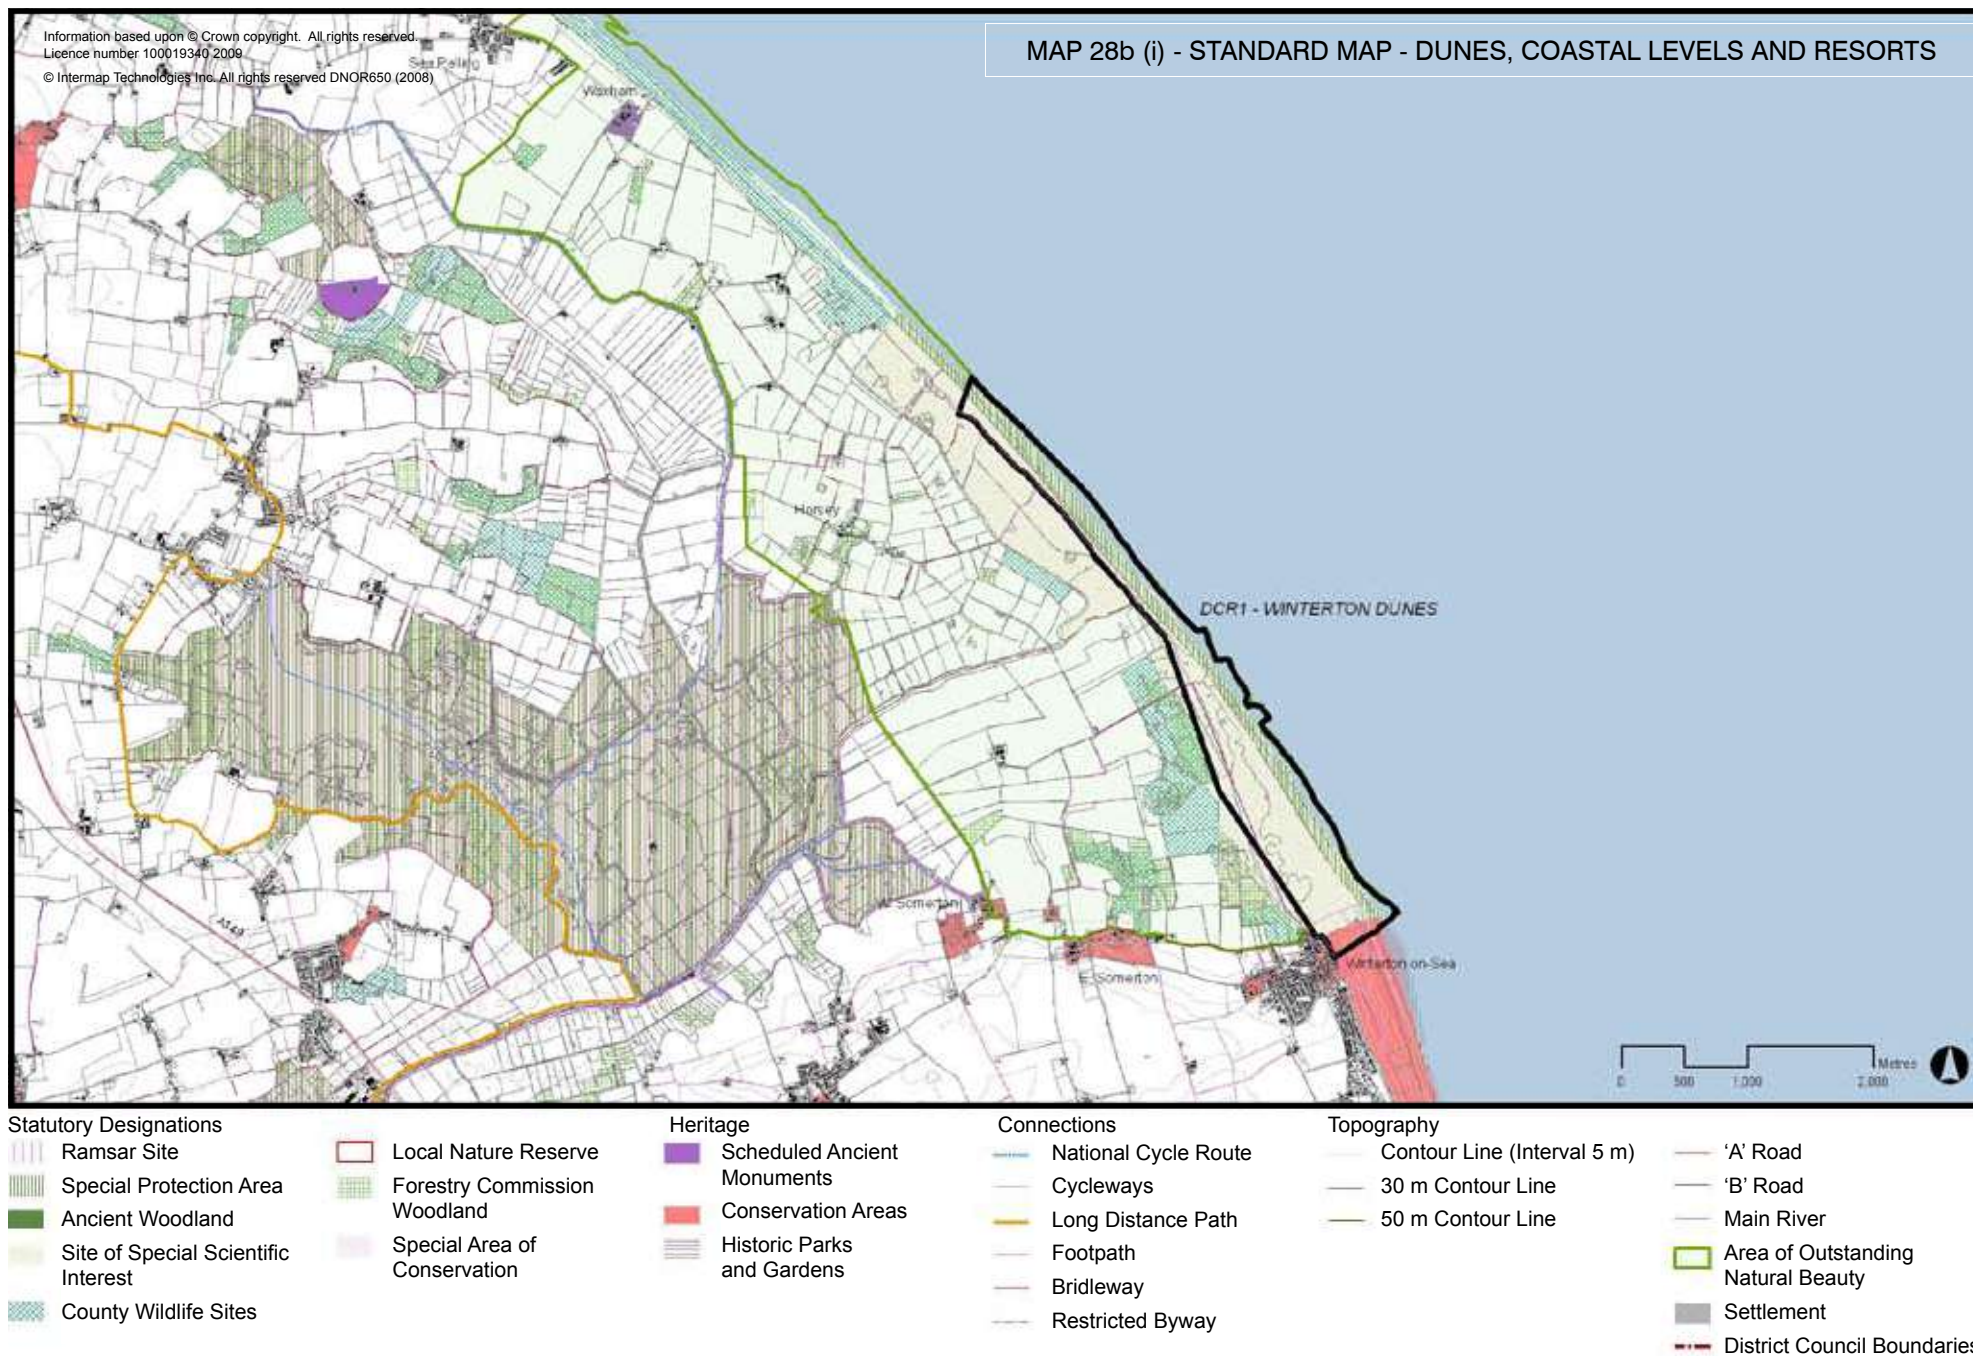 Information based upon © Crown copyright.  All rights reserved.
Licence number 100019340 2009
© Intermap Technologies Inc. All rights reserved DNOR650 (2008)
MAP 28b (i) - STANDARD MAP - DUNES, COASTAL LEVELS AND RESORTS
Sea Palling
Waxham
Horsey
DCR1 - WINTERTON DUNES
W. Somerton
A149
E. Somerton
Winterton-on-Sea
Metres
0 500 1,000 2,000
Statutory Designations
Ramsar Site
Special Protection Area
Ancient Woodland
Site of Special Scientific
Interest
County Wildlife Sites
Local Nature Reserve
Forestry Commission
Woodland
Special Area of
Conservation
Heritage
Scheduled Ancient
Monuments
Conservation Areas
Historic Parks
and Gardens
Connections
National Cycle Route
Cycleways
Long Distance Path
Footpath
Bridleway
Restricted Byway
Topography
Contour Line (Interval 5 m)
30 m Contour Line
50 m Contour Line
‘A’ Road
‘B’ Road
Main River
Area of Outstanding
Natural Beauty
Settlement
District Council Boundaries